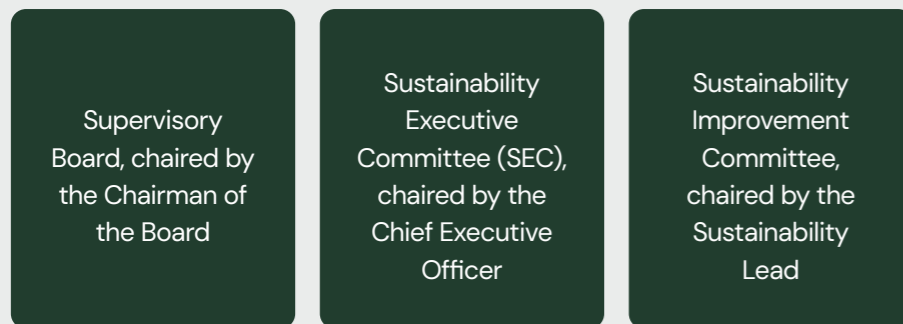 Supervisory
Board, chaired by
the Chairman of
the Board
Sustainability
Executive
Committee (SEC),
chaired by the
Chief Executive
Officer
Sustainability
Improvement
Committee,
chaired by the
Sustainability
Lead